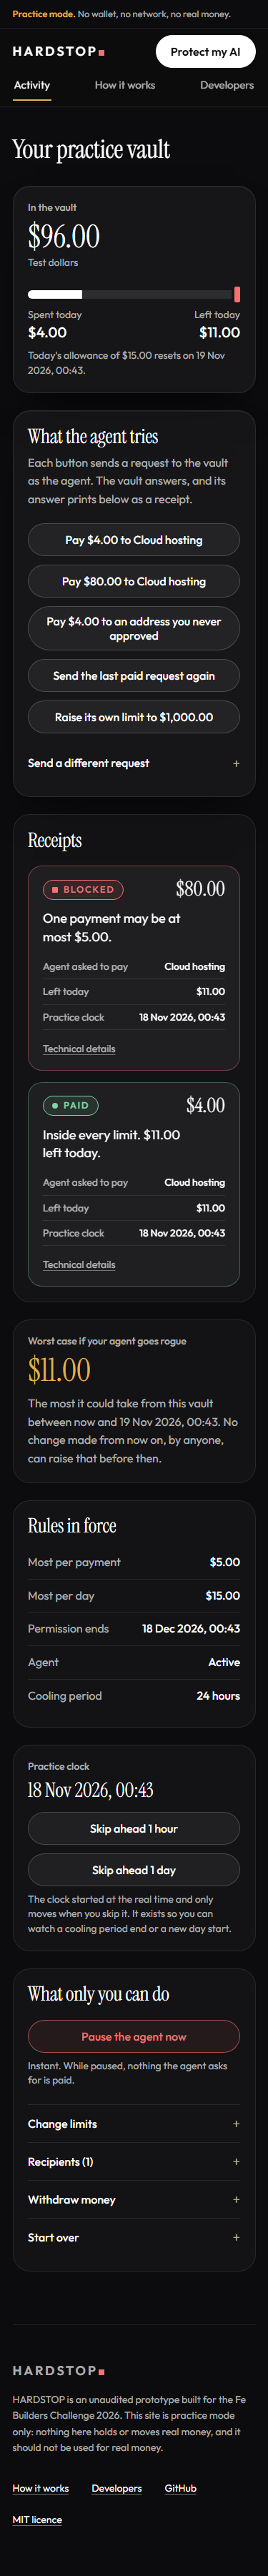 Practice mode. No wallet, no network, no real money.
HARDSTOP
Protect my AI
Activity
How it works
Developers
Your practice vault
In the vault
$96.00
Test dollars
Spent today
Left today
$4.00
$11.00
Today's allowance of $15.00 resets on 19 Nov
2026, 00:43.
What the agent tries
Each button sends a request to the vault
as the agent. The vault answers, and its
answer prints below as a receipt.
Pay $4.00 to Cloud hosting
Pay $80.00 to Cloud hosting
Pay $4.00 to an address you never
approved
Send the last paid request again
Raise its own limit to $1,000.00
Send a different request +
Receipts
BLOCKED
$80.00
One payment may be at
most $5.00.
Agent asked to pay Cloud hosting
Left today $11.00
Practice clock 18 Nov 2026, 00:43
Technical details
PAID
$4.00
Inside every limit. $11.00
left today.
Agent asked to pay Cloud hosting
Left today $11.00
Practice clock 18 Nov 2026, 00:43
Technical details
Worst case if your agent goes rogue
$11.00
The most it could take from this vault
between now and 19 Nov 2026, 00:43. No
change made from now on, by anyone,
can raise that before then.
Rules in force
Most per payment $5.00
Most per day $15.00
Permission ends 18 Dec 2026, 00:43
Agent Active
Cooling period 24 hours
Practice clock
18 Nov 2026, 00:43
Skip ahead 1 hour
Skip ahead 1 day
The clock started at the real time and only
moves when you skip it. It exists so you can
watch a cooling period end or a new day start.
What only you can do
Pause the agent now
Instant. While paused, nothing the agent asks
for is paid.
Change limits +
Recipients (1) +
Withdraw money +
Start over +
HARDSTOP
HARDSTOP is an unaudited prototype built for the Fe
Builders Challenge 2026. This site is practice mode
only: nothing here holds or moves real money, and it
should not be used for real money.
How it works
Developers
GitHub
MIT licence